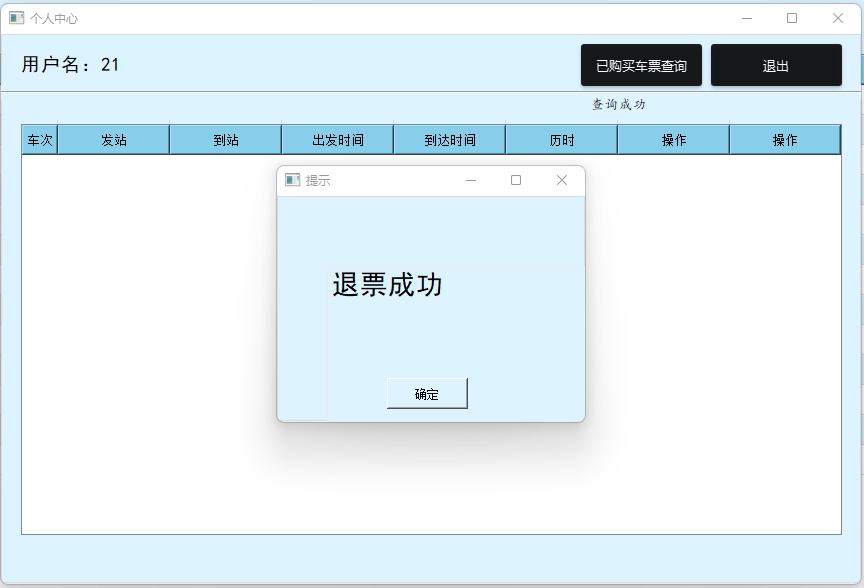 个人中心
用户名：21
已购买车票查询
退出
查询成功
车次 发站 到站 出发时间 到达时间 历时 操作 操作
提示
退票成功
确定